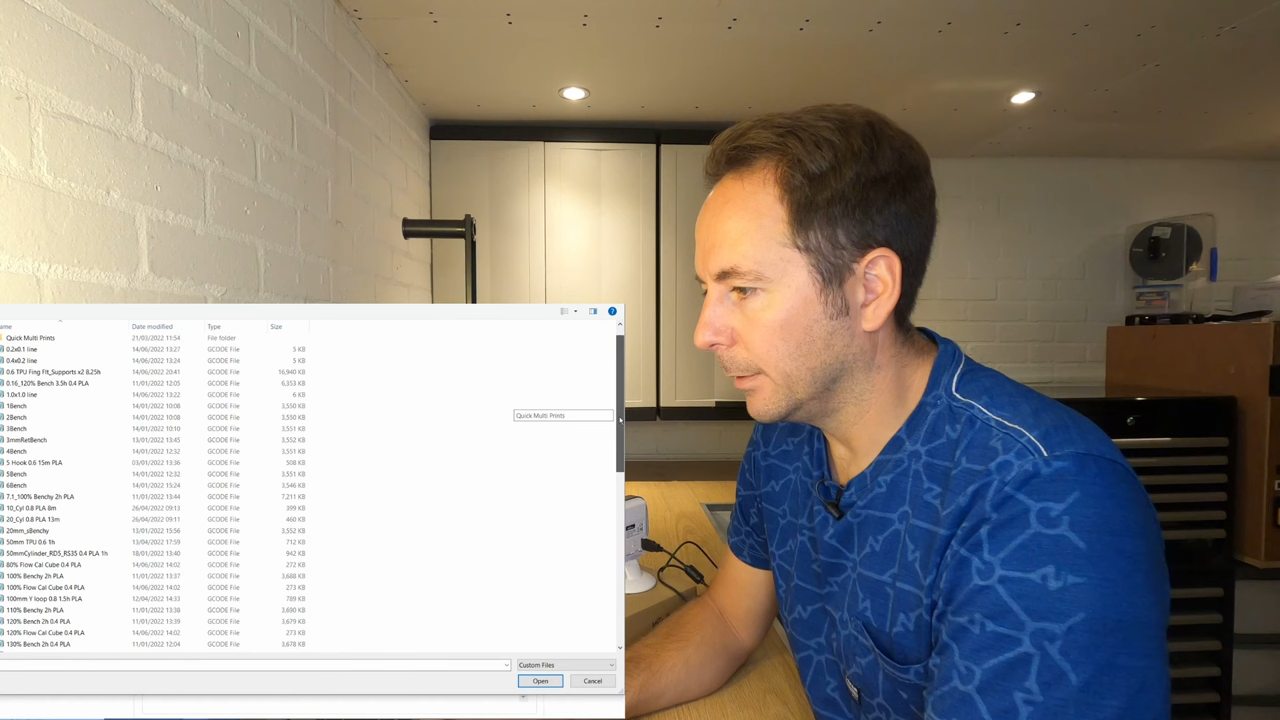 ame Date modified Type Size
Quick Multi Prints 21/03/2022 11:54 File folder
0.2x0.1 line 14/06/2022 13:27 GCODE File 5 KB
0.4x0.2 line 14/06/2022 13:24 GCODE File 5 KB
0.6 TPU Fing Flt_Supports x2 8.25h 14/06/2022 20:41 GCODE File 16,940 KB
0.16_120% Bench 3.5h 0.4 PLA 11/01/2022 12:05 GCODE File 6,353 KB
1.0x1.0 line 14/06/2022 13:22 GCODE File 6 KB
1Bench 14/01/2022 10:08 GCODE File 3,550 KB
2Bench 14/01/2022 10:08 GCODE File 3,550 KB
Quick Multi Prints
3Bench 14/01/2022 10:10 GCODE File 3,551 KB
3mmRetBench 13/01/2022 13:45 GCODE File 3,552 KB
4Bench 14/01/2022 12:32 GCODE File 3,551 KB
5 Hook 0.6 15m PLA 03/01/2022 13:36 GCODE File 508 KB
5Bench 14/01/2022 12:32 GCODE File 3,551 KB
6Bench 14/01/2022 15:24 GCODE File 3,546 KB
7.1_100% Benchy 2h PLA 11/01/2022 13:44 GCODE File 7,211 KB
10_Cyl 0.8 PLA 8m 26/04/2022 09:13 GCODE File 399 KB
20_Cyl 0.8 PLA 13m 26/04/2022 09:11 GCODE File 460 KB
20mm_sBenchy 13/01/2022 15:56 GCODE File 3,552 KB
50mm TPU 0.6 1h 13/04/2022 17:59 GCODE File 712 KB
50mmCylinder_RD5_RS35 0.4 PLA 1h 18/01/2022 13:40 GCODE File 942 KB
80% Flow Cal Cube 0.4 PLA 14/06/2022 14:02 GCODE File 272 KB
100% Benchy 2h PLA 11/01/2022 13:37 GCODE File 3,688 KB
100% Flow Cal Cube 0.4 PLA 14/06/2022 14:02 GCODE File 273 KB
100mm Y loop 0.8 1.5h PLA 12/04/2022 14:33 GCODE File 789 KB
110% Benchy 2h PLA 11/01/2022 13:38 GCODE File 3,690 KB
120% Bench 2h 0.4 PLA 11/01/2022 13:39 GCODE File 3,679 KB
120% Flow Cal Cube 0.4 PLA 14/06/2022 14:02 GCODE File 273 KB
130% Bench 2h 0.4 PLA 11/01/2022 12:04 GCODE File 3,678 KB
Custom Files
Open Cancel